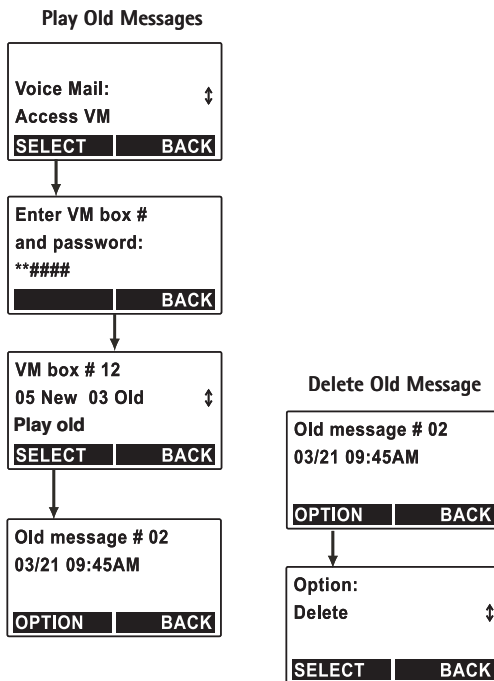 Play Old Messages
Voice Mail:
Access VM
SELECT BACK
Enter VM box #
and password:
**####
BACK
VM box # 12
05 New 03 Old
Play old
SELECT BACK
Old message # 02
03/21 09:45AM
OPTION BACK
Delete Old Message
Old message # 02
03/21 09:45AM
OPTION BACK
Option:
Delete
SELECT BACK